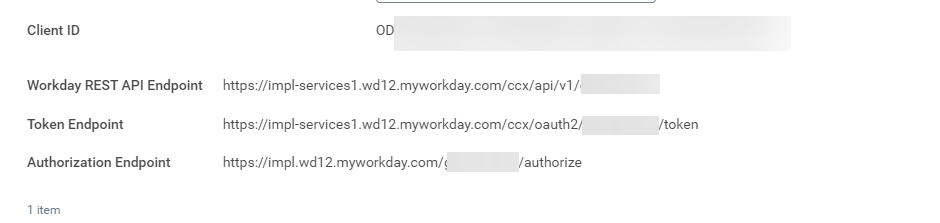 Client ID OD
Workday REST API Endpoint https://impl-services1.wd12.myworkday.com/ccx/api/v1/
Token Endpoint https://impl-services1.wd12.myworkday.com/ccx/oauth2/ /token
Authorization Endpoint https://impl.wd12.myworkday.com/ /authorize
1 item